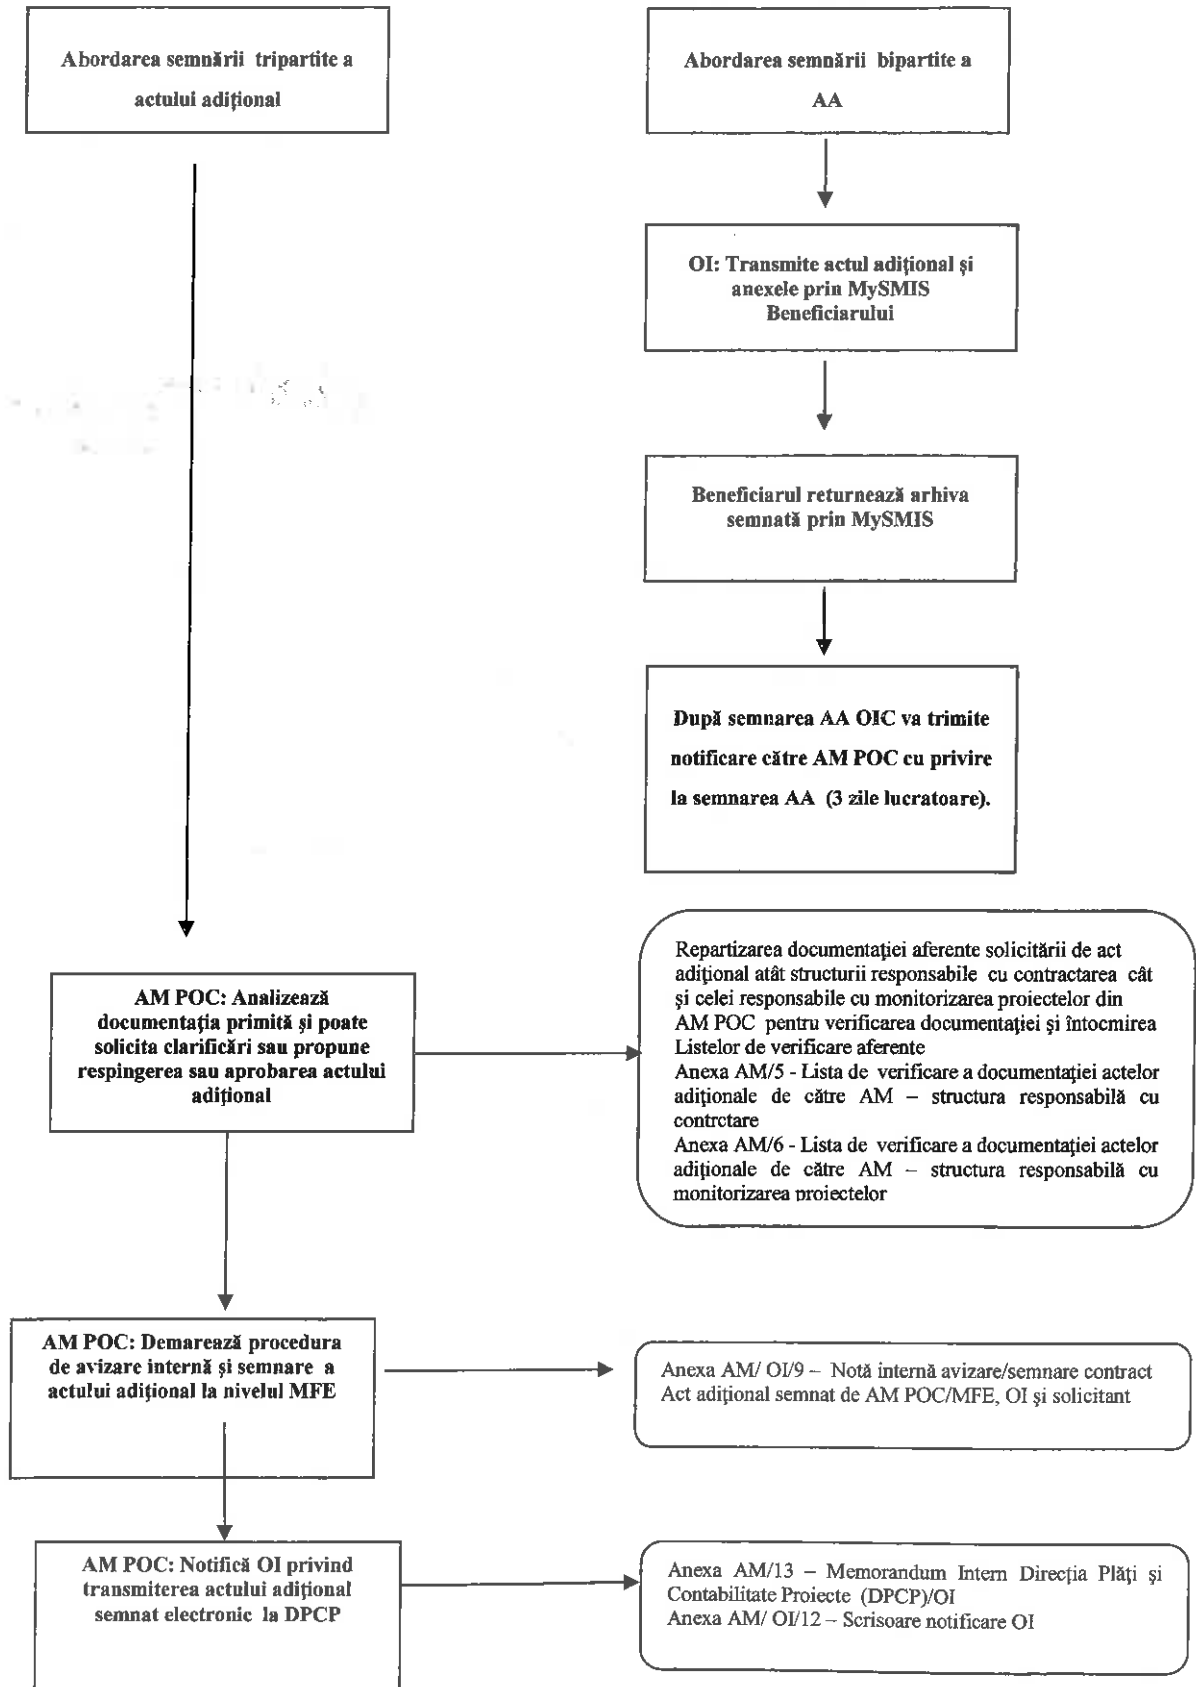 Abordarea semnării tripartite a
actului adițional
Abordarea semnării bipartite a
AA
OI: Transmite actul adițional și
anexele prin MySMIS
Beneficiarului
Beneficiarul returnează arhiva
semnată prin MySMIS
După semnarea AA OIC va trimite
notificare către AM POC cu privire
la semnarea AA (3 zile lucratoare).
AM POC: Analizează
documentația primită și poate
solicita clarificări sau propune
respingerea sau aprobarea actului
adițional
Repartizarea documentației aferente solicitării de act
adițional atât structurii responsabile cu contractarea cât
și celei responsabile cu monitorizarea proiectelor din
AM POC pentru verificarea documentației și întocmirea
Listelor de verificare aferente
Anexa AM/5 - Lista de verificare a documentației actelor
adiționale de către AM – structura responsabilă cu
contrctare
Anexa AM/6 - Lista de verificare a documentației actelor
adiționale de către AM – structura responsabilă cu
monitorizarea proiectelor
AM POC: Demarează procedura
de avizare internă și semnare a
actului adițional la nivelul MFE
Anexa AM/ OI/9 – Notă internă avizare/semnare contract
Act adițional semnat de AM POC/MFE, OI și solicitant
AM POC: Notifică OI privind
transmiterea actului adițional
semnat electronic la DPCP
Anexa AM/13 – Memorandum Intern Direcția Plăți și
Contabilitate Proiecte (DPCP)/OI
Anexa AM/ OI/12 – Scrisoare notificare OI